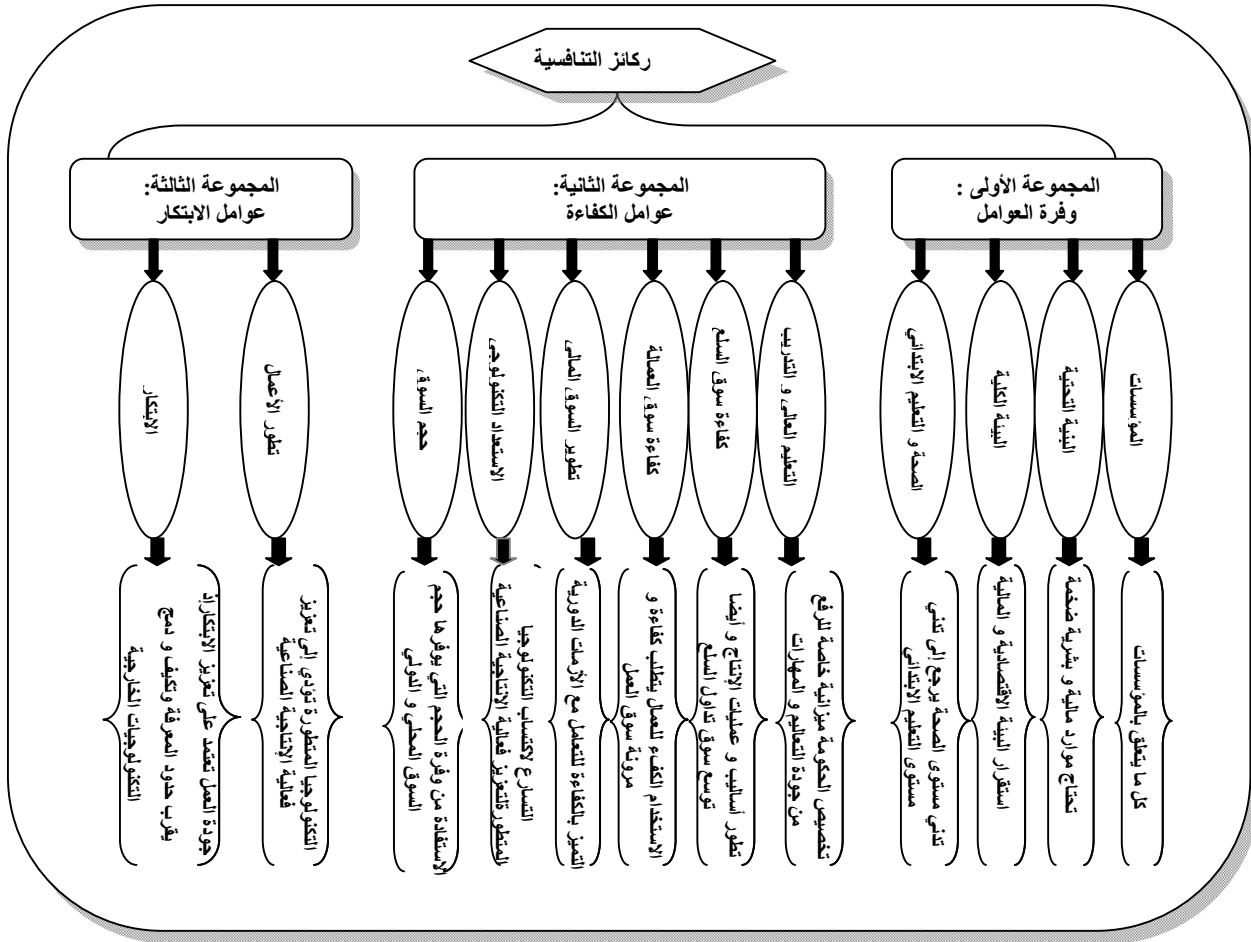 ركائز التنافسية
المجموعة الأولى :
وفرة العوامل
المجموعة الثانية:
عوامل الكفاءة
المجموعة الثالثة:
عوامل الابتكار
المؤسسات
البنية التحتية
البيئة الكلية
الصحة و التعليم الابتدائي
التعليم العالي و التدريب
كفاءة سوق السلع
كفاءة سوق العمالة
تطوير السوق المالي
الاستعداد التكنولوجي
حجم السوق
تطور الأعمال
الابتكار
كل ما يتعلق بالمؤسسات
تحتاج موارد مالية و بشرية ضخمة
استقرار البيئة الاقتصادية و المالية
تدني مستوى الصحة يرجع إلى تدني
مستوى التعليم الابتدائي
تخصيص الحكومة ميزانية خاصة للرفع
من جودة التعاليم و المهارات
تطور أساليب و عمليات الإنتاج و أيضا
توسع سوق تداول السلع
الاستخدام الكفء للعمال يتطلب كفاءة و
مرونة سوق العمل
التميز بالكفاءة للتعامل مع الأزمات الدورية
التسارع لاكتساب التكنولوجيا
المتطورة لتعزيز فعالية الإنتاجية الصناعية
الاستفادة من وفرة الحجم التي يوفرها حجم
السوق المحلي و الدولي
التكنولوجيا المتطورة تؤدي إلى تعزيز
فعالية الإنتاجية الصناعية
جودة العمل تعتمد على تعزيز الابتكار إذ
يقرب حدود المعرفة وتكيف و دمج
التكنولوجيات الخارجية